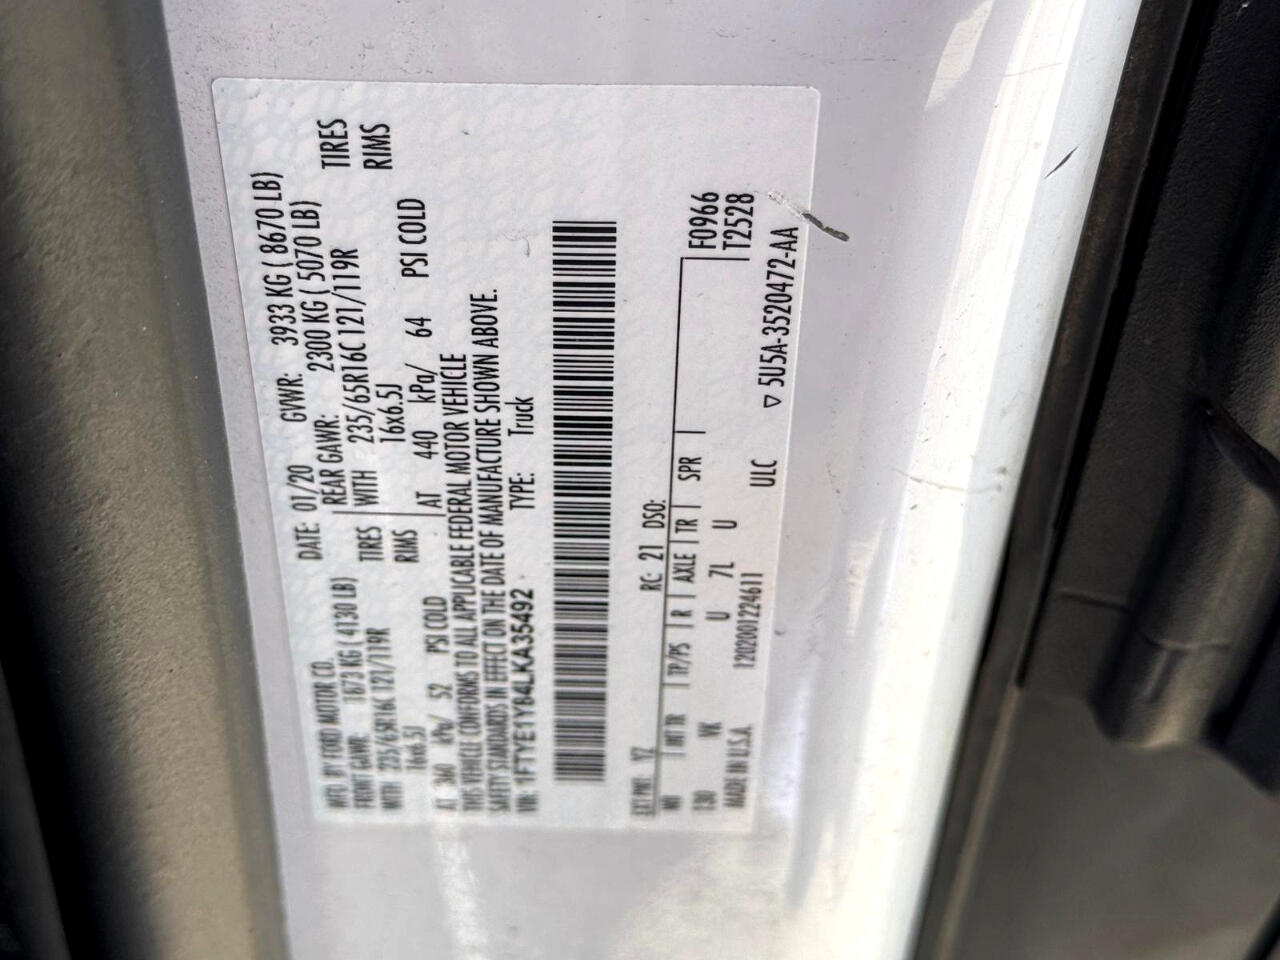 MFD. BY FORD MOTOR CO. DATE: 01/20 GVWR: 3933 KG ( 8670 LB)
FRONT GAWR: 1873 KG ( 4130 LB) REAR GAWR: 2300 KG ( 5070 LB)
WITH 235/65R16C 121/119R TIRES WITH 235/65R16C 121/119R TIRES
16x6.5J RIMS 16x6.5J RIMS
AT 360 kPa/ 52 PSI COLD AT 440 kPa/ 64 PSI COLD
THIS VEHICLE CONFORMS TO ALL APPLICABLE FEDERAL MOTOR VEHICLE
SAFETY STANDARDS IN EFFECT ON THE DATE OF MANUFACTURE SHOWN ABOVE.
VIN: 1FTYE1Y84LKA35492 TYPE: Truck
EXT PNT: YZ RC: 21 DSO: F0966
WB INT TR TP/PS R AXLE TR SPR T2528
130 VK U 7L U
MADE IN U.S.A. 1202001224611 ULC ▽ 5U5A-3520472-AA